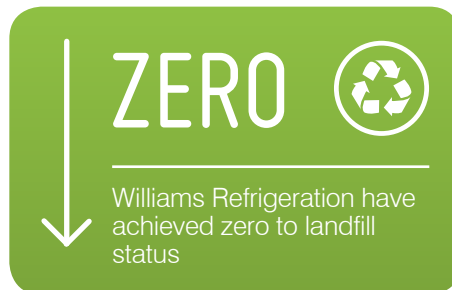 ZERO
Williams Refrigeration have
achieved zero to landfill
status